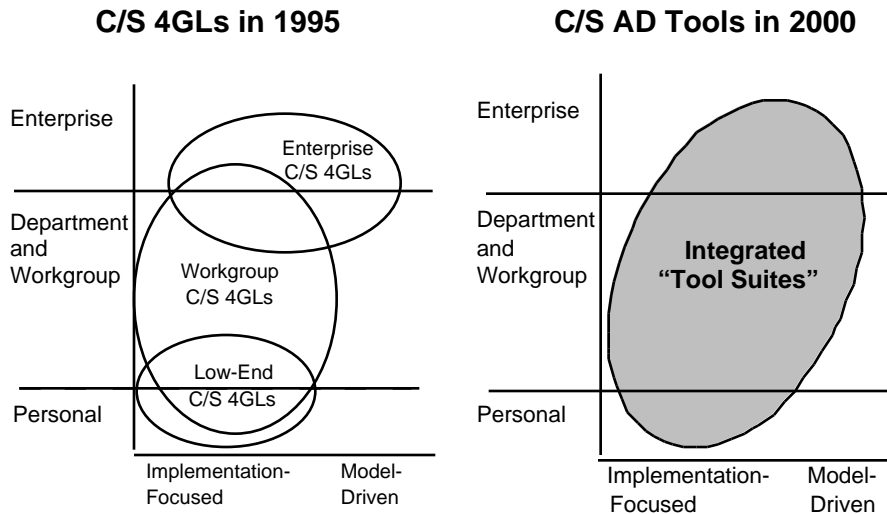 C/S 4GLs in 1995
Enterprise
Enterprise
C/S 4GLs
Department
and
Workgroup
Workgroup
C/S 4GLs
Low-End
C/S 4GLs
Personal
Implementation-
Focused
Model-
Driven
C/S AD Tools in 2000
Enterprise
Department
and
Workgroup
Integrated
“Tool Suites”
Personal
Implementation-
Focused
Model-
Driven